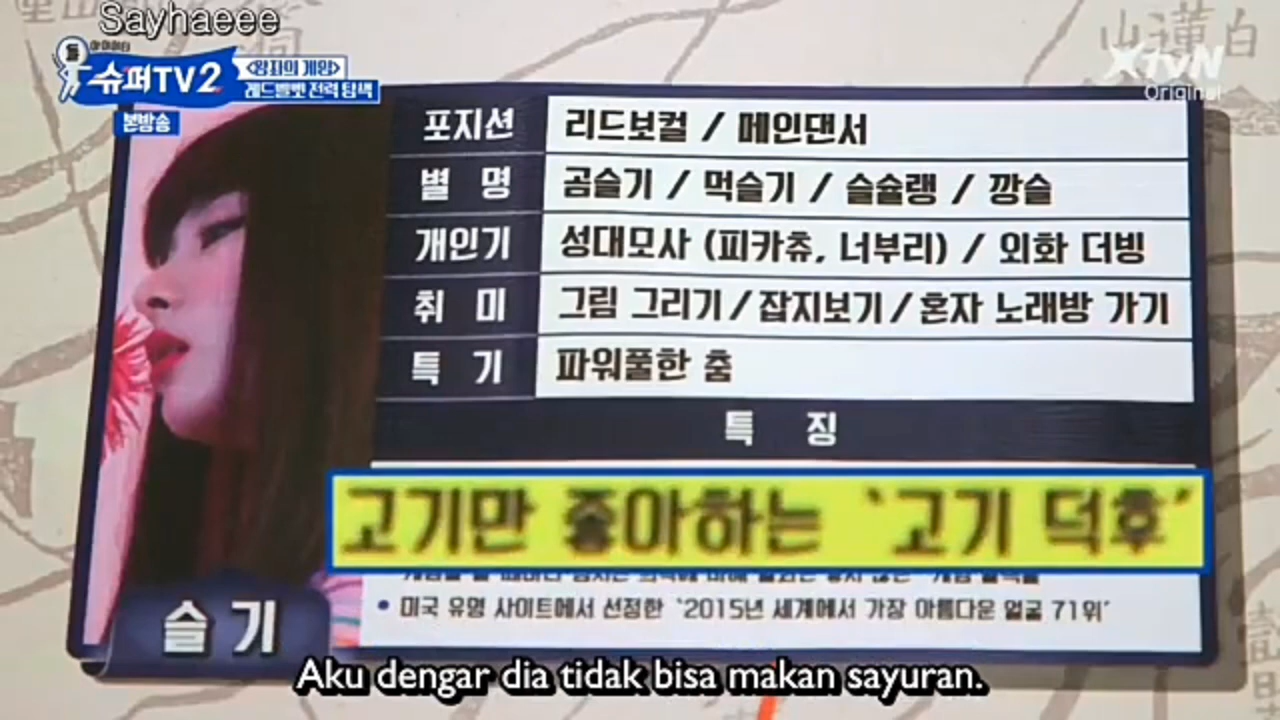 Sayhaeee
아이돌
슈퍼TV2
<왕좌의 게임>
레드벨벳 전력 탐색
본방송
XtvN
Original
포지션 리드보컬 / 메인댄서
별 명 곰슬기 / 먹슬기 / 슬슐랭 / 깡슬
개인기 성대모사 (피카츄, 너부리) / 외화 더빙
취 미 그림 그리기/잡지보기/혼자 노래방 가기
특 기 파워풀한 춤
특 징
고기만 좋아하는 '고기 덕후'
• 미국 유명 사이트에서 선정한 '2015년 세계에서 가장 아름다운 얼굴 71위'
슬기
Aku dengar dia tidak bisa makan sayuran.